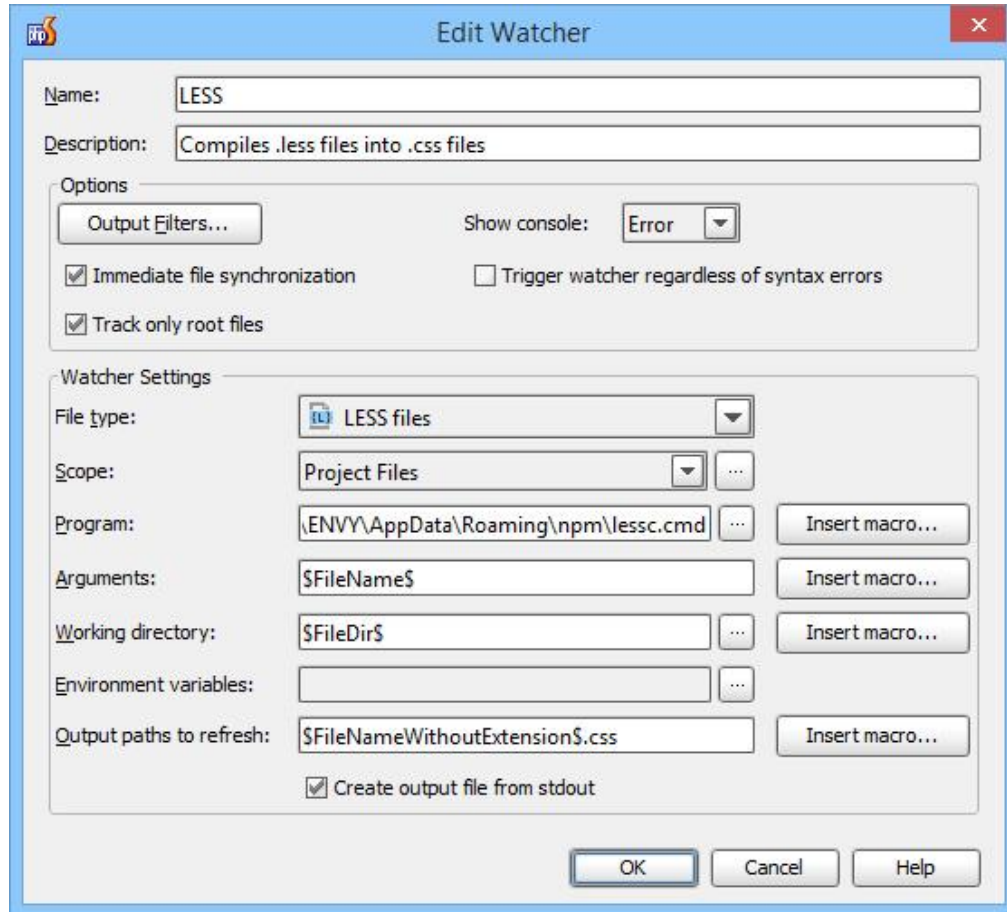 Edit Watcher
Name: LESS
Description: Compiles .less files into .css files
Options
Output Filters... Show console: Error
Immediate file synchronization Trigger watcher regardless of syntax errors
Track only root files
Watcher Settings
File type: LESS files
Scope: Project Files ...
Program: \ENVY\AppData\Roaming\npm\lessc.cmd ... Insert macro...
Arguments: $FileName$ Insert macro...
Working directory: $FileDir$ ... Insert macro...
Environment variables: ...
Output paths to refresh: $FileNameWithoutExtension$.css Insert macro...
Create output file from stdout
OK Cancel Help